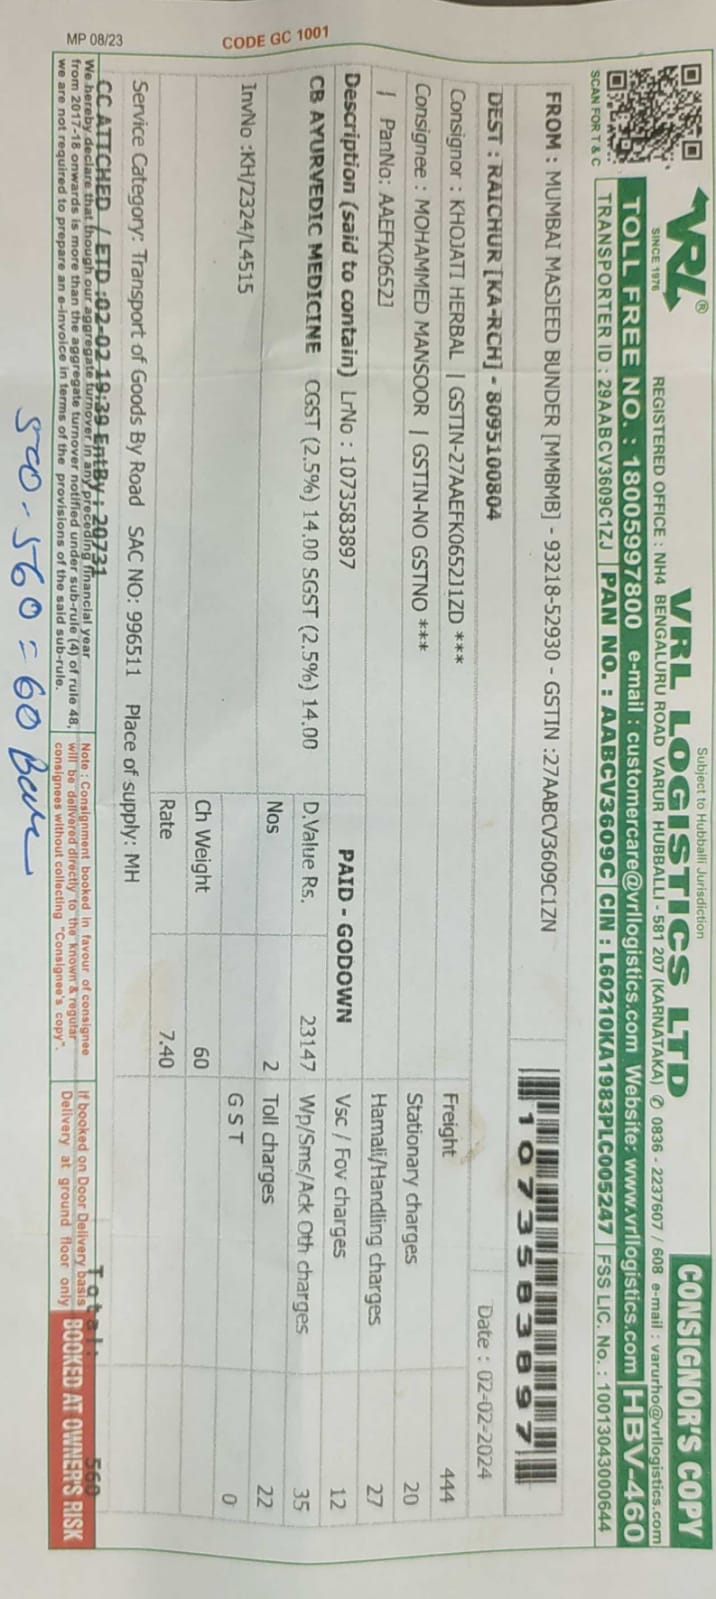 Subject to Hubballi Jurisdiction
CONSIGNOR'S COPY
VRL®
SINCE 1976
VRL LOGISTICS LTD
REGISTERED OFFICE : NH4 BENGALURU ROAD VARUR HUBBALLI - 581 207 (KARNATAKA) ✆ 0836 - 2237607 / 608 e-mail : varurho@vrllogistics.com
TOLL FREE NO. : 18005997800 e-mail : customercare@vrllogistics.com Website: www.vrllogistics.com HBV-460
SCAN FOR T & C
TRANSPORTER ID : 29AABCV3609C1ZJ PAN NO. : AABCV3609C CIN : L60210KA1983PLC005247 FSS LIC. No. : 10013043000644
FROM : MUMBAI MASJEED BUNDER [MMBMB] - 93218-52930 - GSTIN :27AABCV3609C1ZN
1073583897
DEST : RAICHUR [KA-RCH] - 8095100804
Date : 02-02-2024
Consignor : KHOJATI HERBAL | GSTIN-27AAEFK0652J1ZD ***
Freight 444
Consignee : MOHAMMED MANSOOR | GSTIN-NO GSTNO ***
Stationary charges 20
| PanNo: AAEFK0652J
Hamali/Handling charges 27
Description (said to contain) LrNo : 1073583897 PAID - GODOWN
Vsc / Fov charges 12
CB AYURVEDIC MEDICINE CGST (2.5%) 14.00 SGST (2.5%) 14.00
D.Value Rs. 23147
Wp/Sms/Ack Oth charges 35
Nos 2
Toll charges 22
InvNo :KH/2324/L4515
G S T 0
Ch Weight 60
Rate 7.40
Service Category: Transport of Goods By Road SAC NO: 996511 Place of supply: MH
CC ATTCHED / ETD :02-02 19:39 EntBy : 20731
Total: 560
We hereby declare that though our aggregate turnover in any preceding financial year
from 2017-18 onwards is more than the aggregate turnover notified under sub-rule (4) of rule 48,
we are not required to prepare an e-invoice in terms of the provisions of the said sub-rule.
Note : Consignment booked in favour of consignee
will be delivered directly to the known & regular
consignees without collecting "Consignee's copy".
If booked on Door Delivery basis
Delivery at ground floor only
BOOKED AT OWNER'S RISK
MP 08/23
CODE GC 1001
500 - 560 = 60